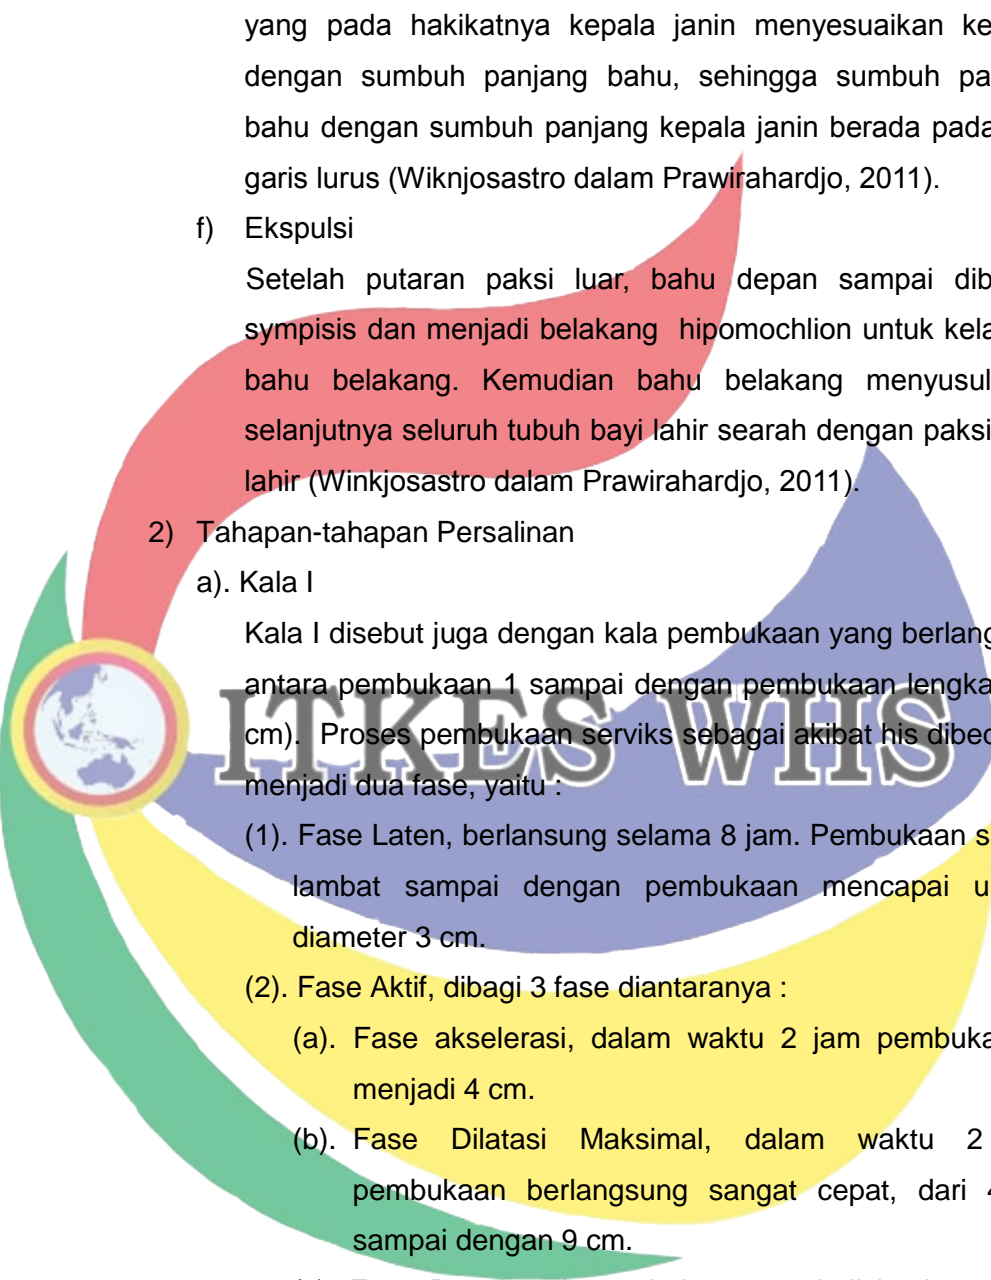 yang pada hakikatnya kepala janin menyesuaikan ke
dengan sumbuh panjang bahu, sehingga sumbuh pa
bahu dengan sumbuh panjang kepala janin berada pada
garis lurus (Wiknjosastro dalam Prawirahardjo, 2011).
f) Ekspulsi
Setelah putaran paksi luar, bahu depan sampai dib
sympisis dan menjadi belakang hipomochlion untuk kela
bahu belakang. Kemudian bahu belakang menyusul
selanjutnya seluruh tubuh bayi lahir searah dengan paksi
lahir (Winkjosastro dalam Prawirahardjo, 2011).
2) Tahapan-tahapan Persalinan
a). Kala I
Kala I disebut juga dengan kala pembukaan yang berlang
antara pembukaan 1 sampai dengan pembukaan lengka
ITKES WHS
cm). Proses pembukaan serviks sebagai akibat his dibed
menjadi dua fase, yaitu :
(1). Fase Laten, berlansung selama 8 jam. Pembukaan s
lambat sampai dengan pembukaan mencapai u
diameter 3 cm.
(2). Fase Aktif, dibagi 3 fase diantaranya :
(a). Fase akselerasi, dalam waktu 2 jam pembuka
menjadi 4 cm.
(b). Fase Dilatasi Maksimal, dalam waktu 2
pembukaan berlangsung sangat cepat, dari 4
sampai dengan 9 cm.